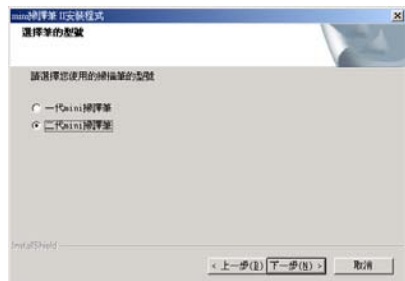 mini掃譯筆 II安裝程式
選擇筆的型號
請選擇您使用的掃描筆的型號
一代mini掃譯筆
二代mini掃譯筆
InstallShield
< 上一步(B) 下一步(N) > 取消